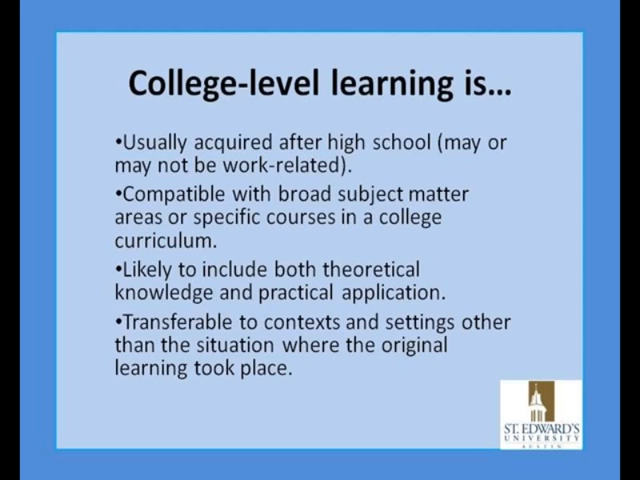 College-level learning is...
•Usually acquired after high school (may or
may not be work-related).
•Compatible with broad subject matter
areas or specific courses in a college
curriculum.
•Likely to include both theoretical
knowledge and practical application.
•Transferable to contexts and settings other
than the situation where the original
learning took place.
ST. EDWARD'S
UNIVERSITY
AUSTIN